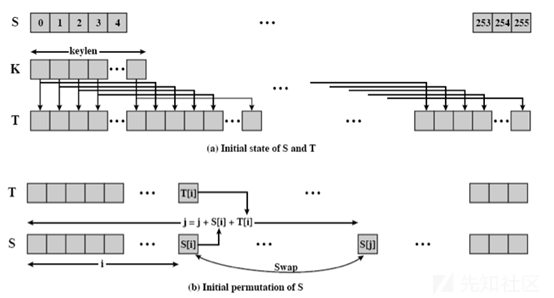 S 0 1 2 3 4 ... 253 254 255
keylen
K ...
...
T ... ... ... ...
(a) Initial state of S and T
T ... T[i] ...
j = j + S[i] + T[i]
S ... S[i] ... S[j] ...
i
Swap
(b) Initial permutation of S
先知社区